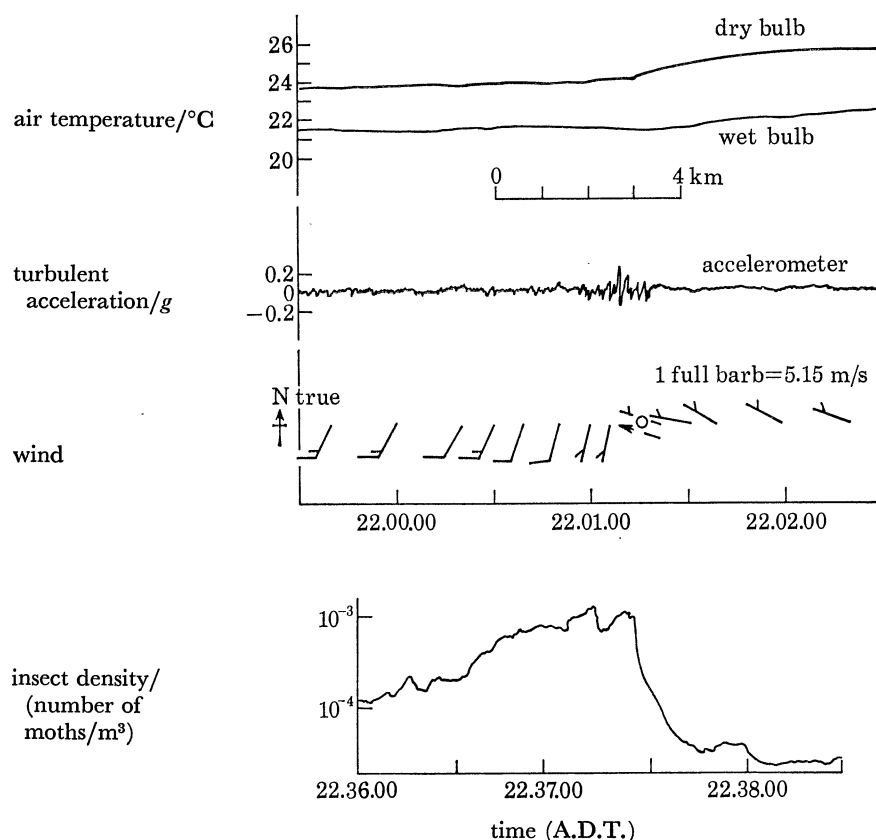 dry bulb
26
24
air temperature/°C
22
20
wet bulb
0
4 km
turbulent
acceleration/g
0.2
0
−0.2
accelerometer
1 full barb=5.15 m/s
N true
wind
22.00.00
22.01.00
22.02.00
10⁻³
insect density/
(number of
moths/m³)
10⁻⁴
22.36.00
22.37.00
22.38.00
time (A.D.T.)